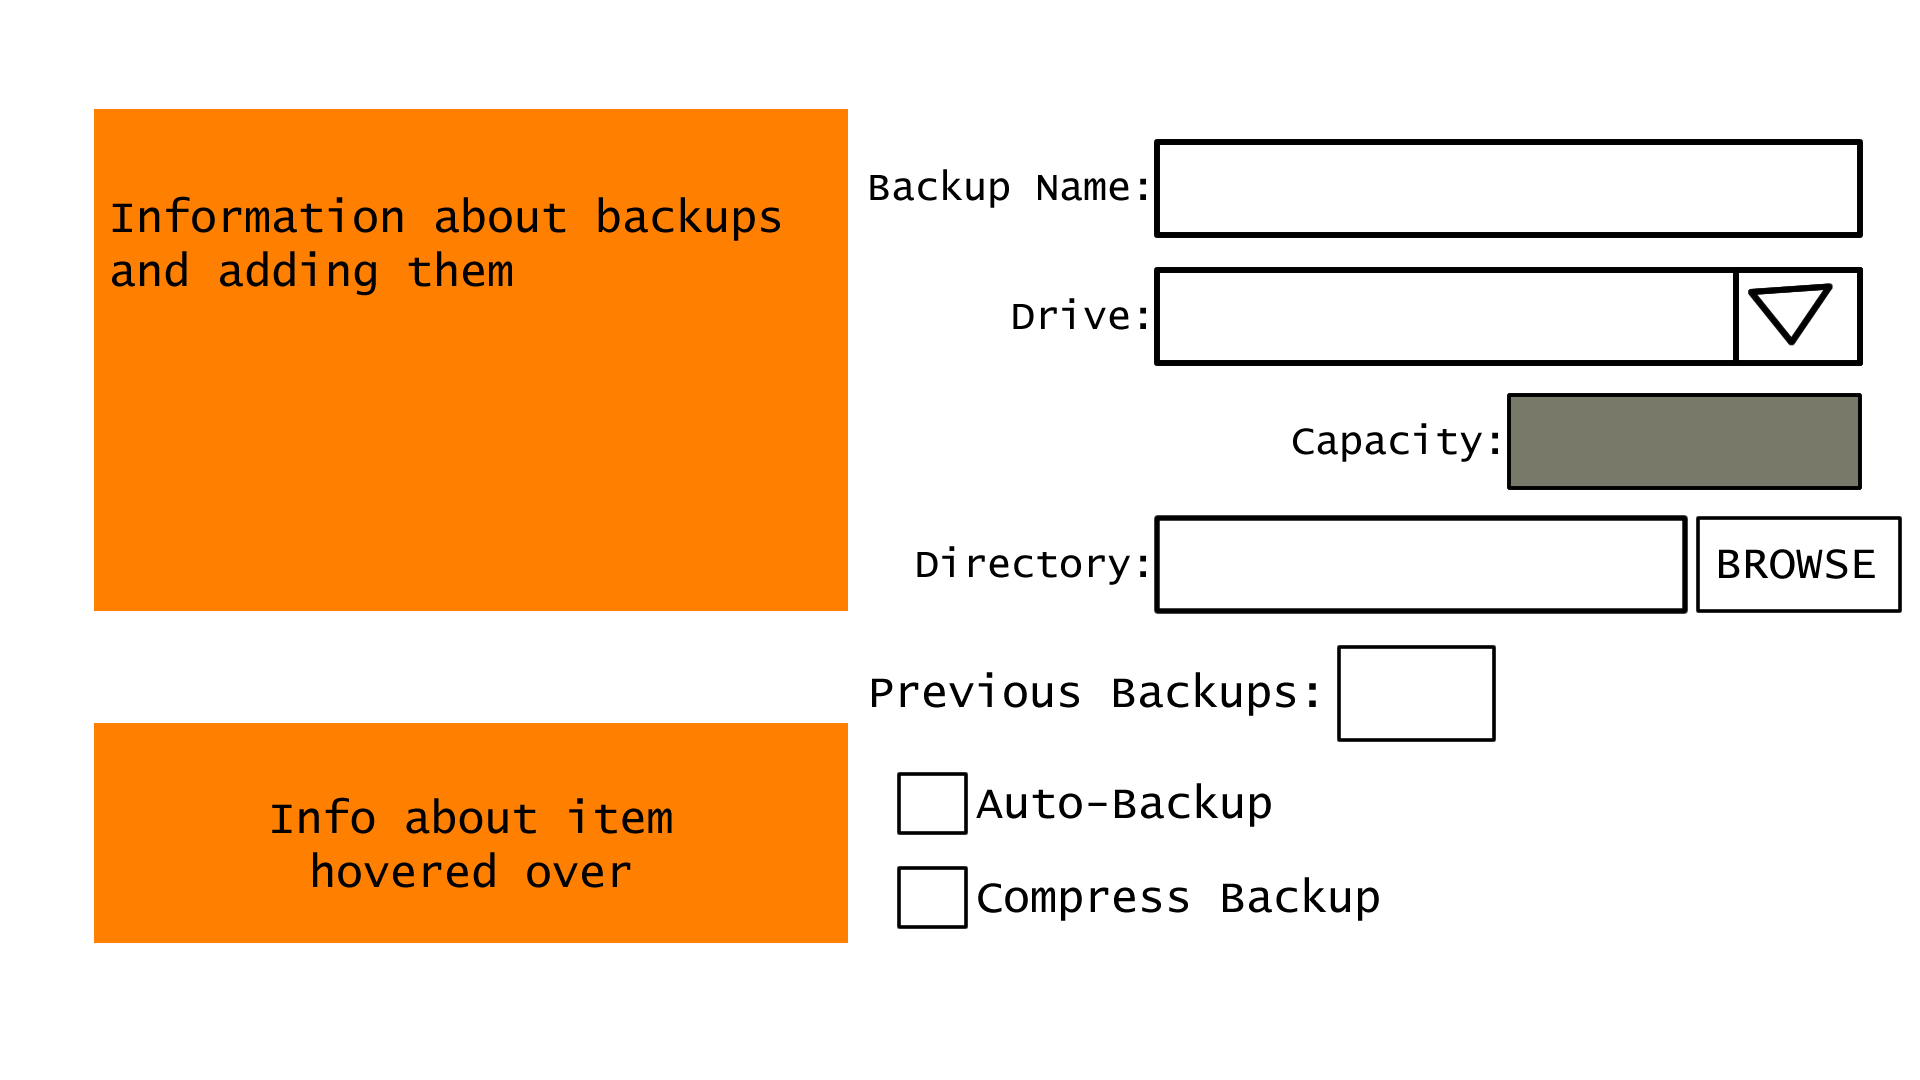 Information about backups
and adding them
Info about item
hovered over
Backup Name:
Drive:
Capacity:
Directory:
BROWSE
Previous Backups:
Auto-Backup
Compress Backup